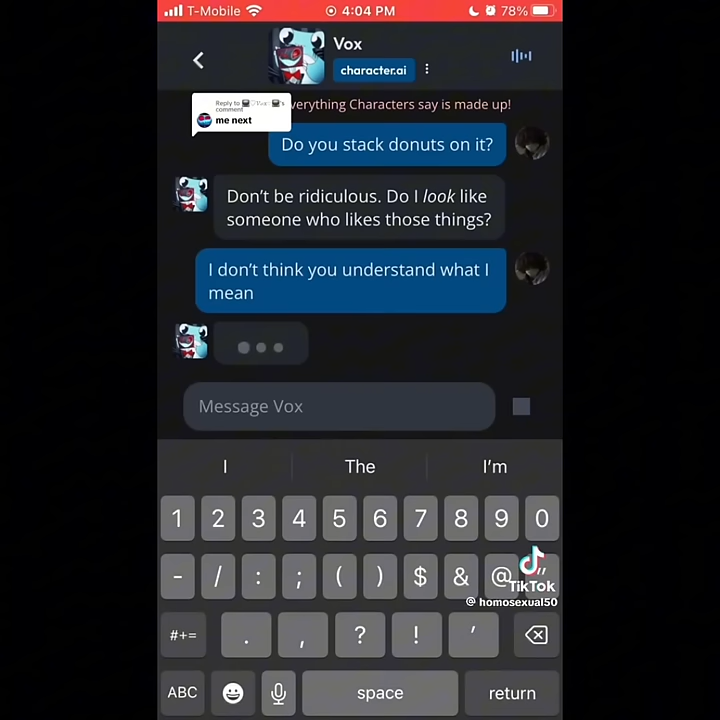 T-Mobile
4:04 PM
78%
Vox
character.ai
Reply to
comment
me next
verything Characters say is made up!
Do you stack donuts on it?
Don't be ridiculous. Do I look like
someone who likes those things?
I don't think you understand what I
mean
Message Vox
I The I'm
1 2 3 4 5 6 7 8 9 0
- / : ; ( ) $ & @ "
TikTok
@ homosexual50
#+= . , ? ! '
ABC space return